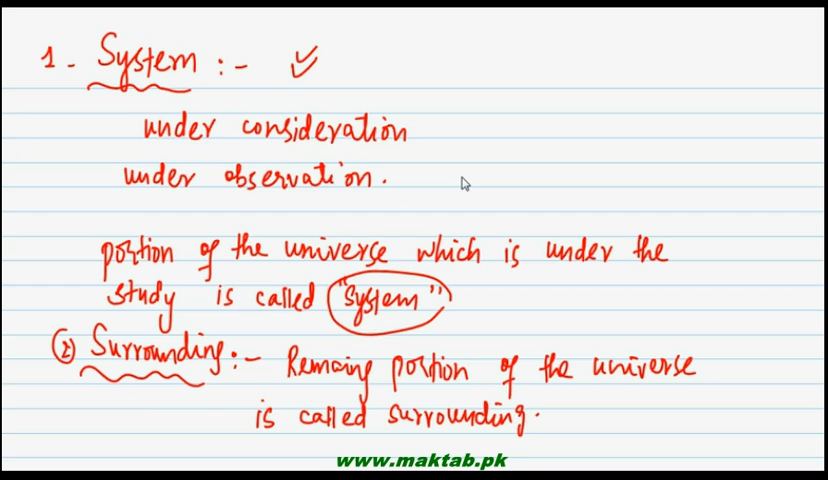 1 - System :-
under consideration
under observation.
portion of the universe which is under the
study is called "System"
(2) Surrounding :- Remaing portion of the universe
is called surrounding.
www.maktab.pk